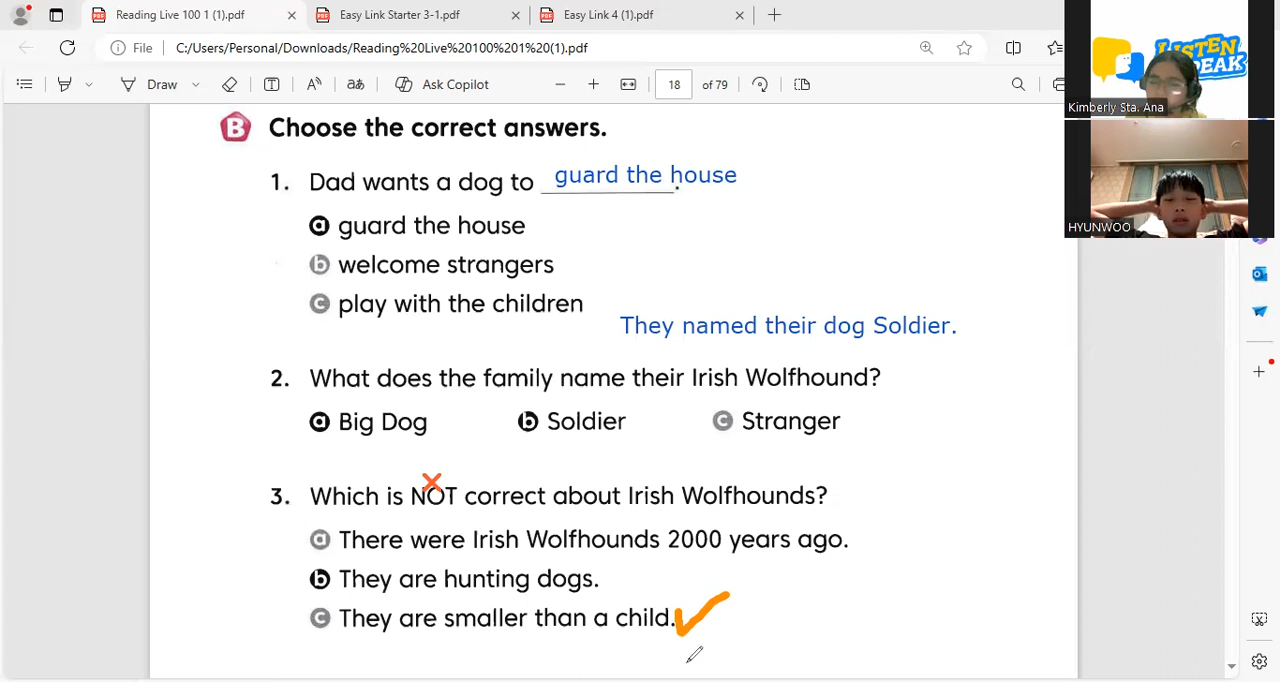 Reading Live 100 1 (1).pdf
Easy Link Starter 3-1.pdf
Easy Link 4 (1).pdf
File
C:/Users/Personal/Downloads/Reading%20Live%20100%201%20(1).pdf
Draw
Ask Copilot
18 of 79
Kimberly Sta. Ana
HYUNWOO
B Choose the correct answers.
1. Dad wants a dog to guard the house.
a guard the house
b welcome strangers
c play with the children
They named their dog Soldier.
2. What does the family name their Irish Wolfhound?
a Big Dog b Soldier c Stranger
3. Which is NOT correct about Irish Wolfhounds?
a There were Irish Wolfhounds 2000 years ago.
b They are hunting dogs.
c They are smaller than a child.